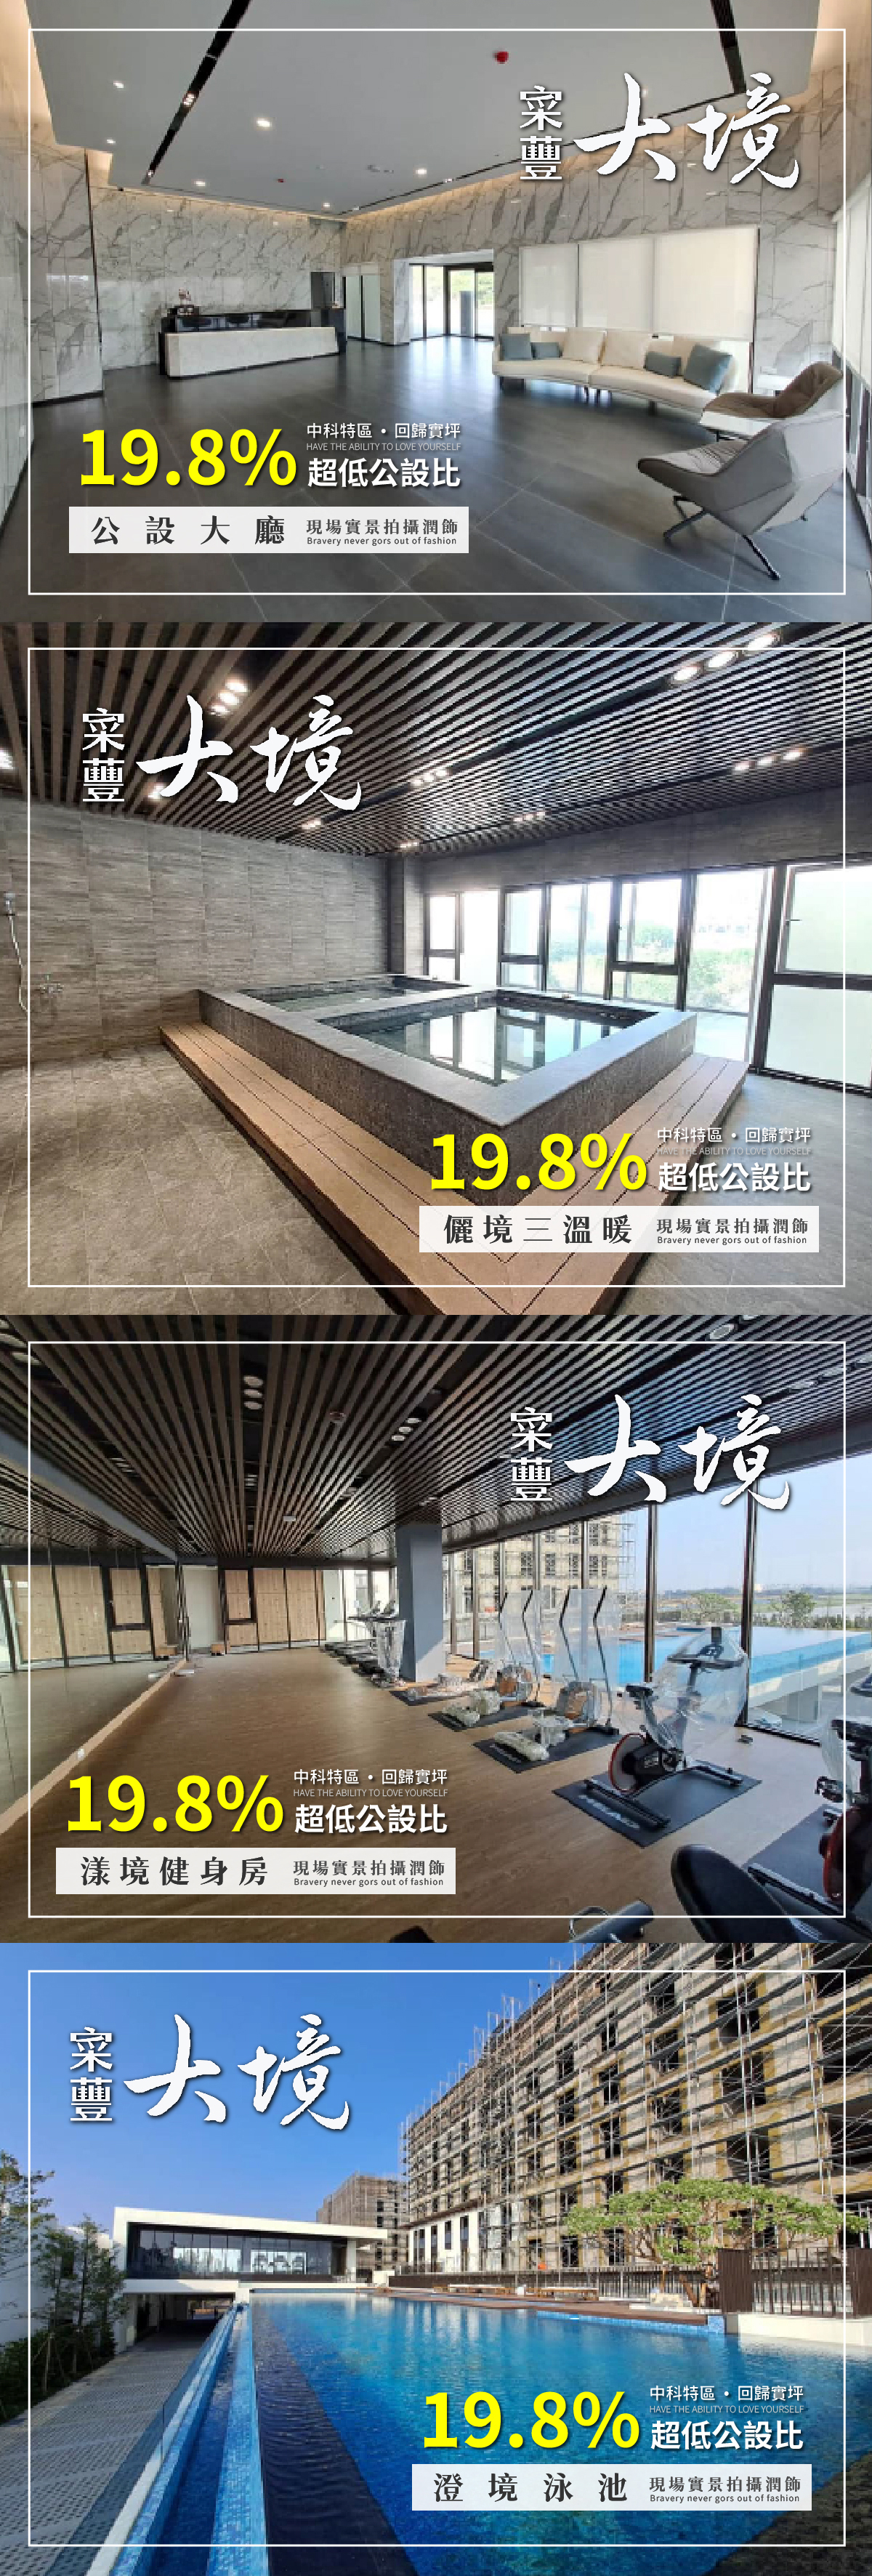 寀豐
大境
19.8%
中科特區・回歸實坪
HAVE THE ABILITY TO LOVE YOURSELF
超低公設比
公設大廳
現場實景拍攝潤飾
Bravery never gors out of fashion
寀豐
大境
19.8%
中科特區・回歸實坪
HAVE THE ABILITY TO LOVE YOURSELF
超低公設比
儷境三溫暖
現場實景拍攝潤飾
Bravery never gors out of fashion
寀豐
大境
19.8%
中科特區・回歸實坪
HAVE THE ABILITY TO LOVE YOURSELF
超低公設比
漾境健身房
現場實景拍攝潤飾
Bravery never gors out of fashion
寀豐
大境
19.8%
中科特區・回歸實坪
HAVE THE ABILITY TO LOVE YOURSELF
超低公設比
澄境泳池
現場實景拍攝潤飾
Bravery never gors out of fashion